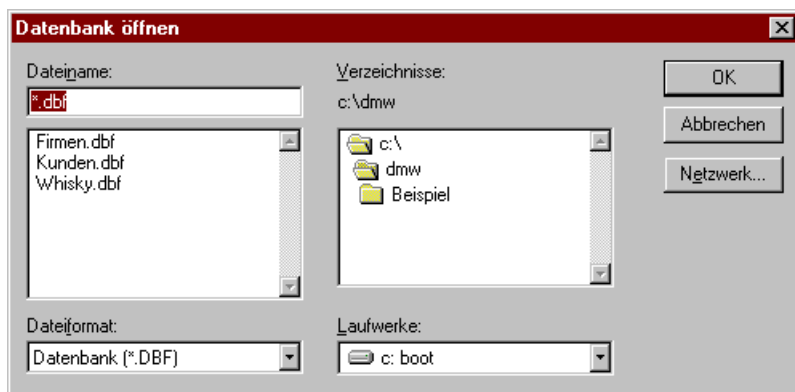 Datenbank öffnen
Dateiname:
*.dbf
Firmen.dbf
Kunden.dbf
Whisky.dbf
Dateiformat:
Datenbank (*.DBF)
Verzeichnisse:
c:\dmw
c:\
dmw
Beispiel
Laufwerke:
c: boot
OK
Abbrechen
Netzwerk...